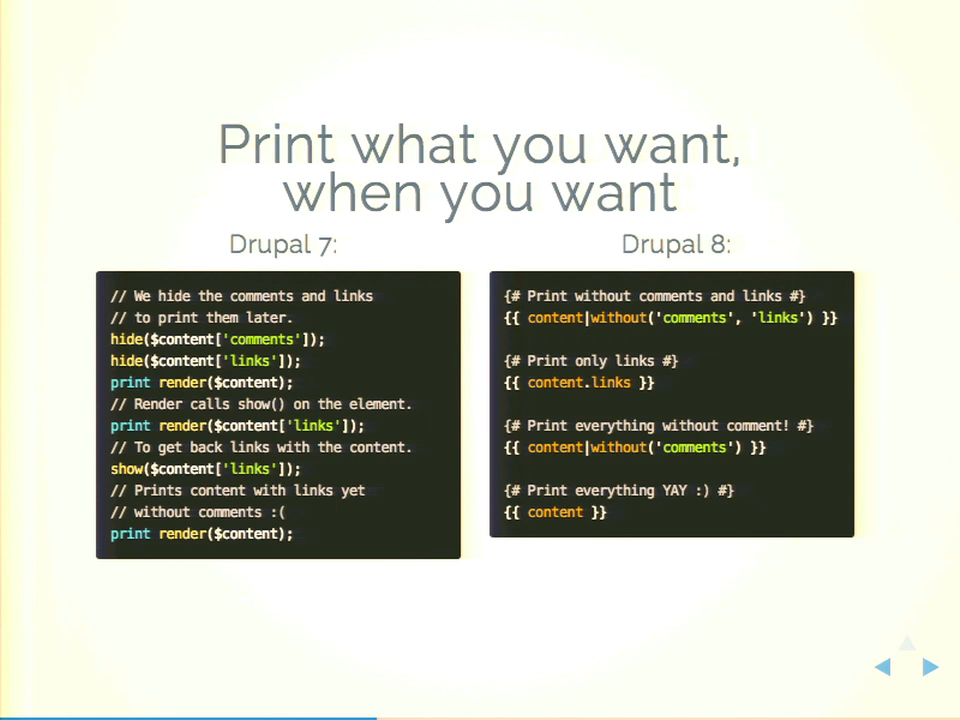 Print what you want,
when you want
Drupal 7:
// We hide the comments and links
// to print them later.
hide($content['comments']);
hide($content['links']);
print render($content);
// Render calls show() on the element.
print render($content['links']);
// To get back links with the content.
show($content['links']);
// Prints content with links yet
// without comments :(
print render($content);
Drupal 8:
{# Print without comments and links #}
{{ content|without('comments', 'links') }}
{# Print only links #}
{{ content.links }}
{# Print everything without comment! #}
{{ content|without('comments') }}
{# Print everything YAY :) #}
{{ content }}